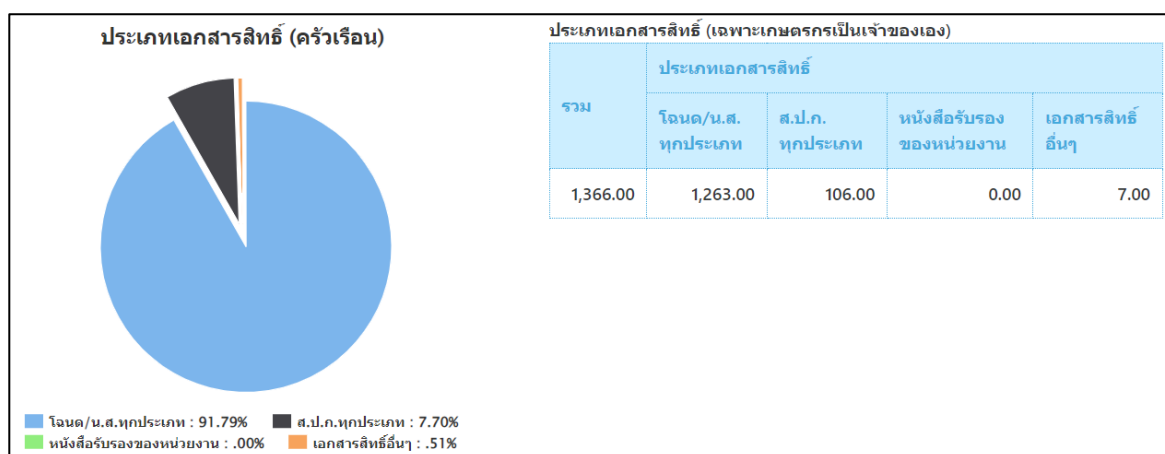 ประเภทเอกสารสิทธิ์ (ครัวเรือน)
โฉนด/น.ส.ทุกประเภท : 91.79% ส.ป.ก.ทุกประเภท : 7.70%
หนังสือรับรองของหน่วยงาน : .00% เอกสารสิทธิ์อื่นๆ : .51%
ประเภทเอกสารสิทธิ์ (เฉพาะเกษตรกรเป็นเจ้าของเอง)
รวม
ประเภทเอกสารสิทธิ์
โฉนด/น.ส.
ทุกประเภท
ส.ป.ก.
ทุกประเภท
หนังสือรับรอง
ของหน่วยงาน
เอกสารสิทธิ์
อื่นๆ
1,366.00 1,263.00 106.00 0.00 7.00